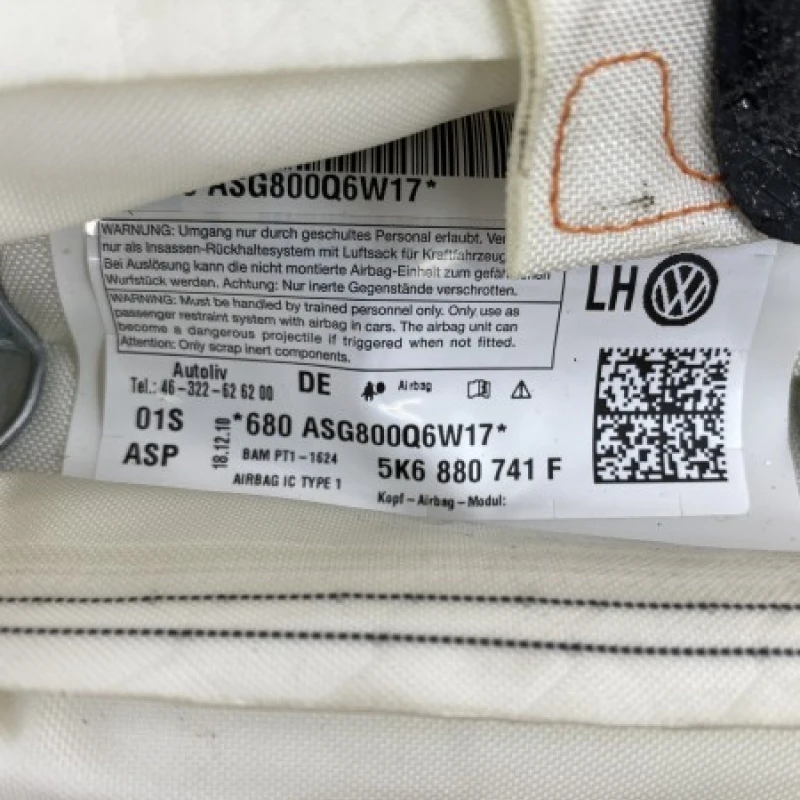 ASG800Q6W17*
WARNUNG: Umgang nur durch geschultes Personal erlaubt.
nur als Insassen-Rückhaltesystem mit Luftsack für
Bei Auslösung kann die nicht montierte Airbag-Einheit zum
Wurfstück werden. Achtung: Nur inerte Gegenstände verschrotten.
WARNING: Must be handled by trained personnel only. Only use as
passenger restraint system with airbag in cars. The airbag unit can
become a dangerous projectile if triggered when not fitted.
Attention: Only scrap inert components.
LH
Autoliv
Tel.: 46-322-626200
DE
Airbag
01S
ASP
18.12.10
*680 ASG800Q6W17*
BAM PT1-1624
5K6 880 741 F
AIRBAG IC TYPE 1
Kopf-Airbag-Modul: